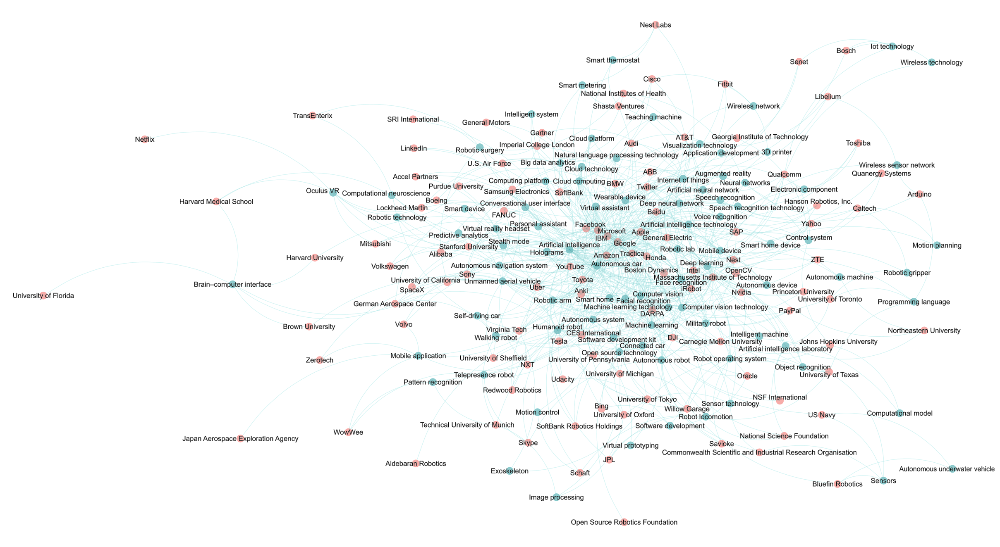 Nest Labs
Iot technology
Bosch
Smart thermostat
Senet
Wireless technology
Cisco
Smart metering
Fitbit
National Institutes of Health
Libelium
Shasta Ventures
Wireless network
TransEnterix
Intelligent system
Teaching machine
SRI International
General Motors
Gartner
Netflix
Cloud platform
AT&T
Georgia Institute of Technology
LinkedIn
Robotic surgery
Imperial College London
Audi
Visualization technology
Toshiba
Natural language processing technology
Application development
3D printer
U.S. Air Force
Big data analytics
Cloud technology
Wireless sensor network
ABB
Augmented reality
Qualcomm
Quanergy Systems
Accel Partners
Computing platform
Cloud computing
BMW
Internet of things
Neural networks
Purdue University
Twitter
Oculus VR
Computational neuroscience
Samsung Electronics
SoftBank
Artificial neural network
Electronic component
Arduino
Harvard Medical School
Boeing
Wearable device
Speech recognition
Hanson Robotics, Inc.
Lockheed Martin
Smart device
Conversational user interface
Virtual assistant
Deep neural network
Speech recognition technology
Caltech
Robotic technology
FANUC
Baidu
Voice recognition
Personal assistant
Facebook
Artificial intelligence technology
Yahoo
Virtual reality headset
Microsoft
Apple
SAP
Predictive analytics
IBM
General Electric
Control system
Mitsubishi
Stanford University
Stealth mode
Artificial intelligence
Google
Smart home device
Motion planning
Alibaba
Holograms
Amazon
Tractica
Robotic lab
Mobile device
Harvard University
Honda
Nest
ZTE
Volkswagen
Autonomous navigation system
YouTube
Autonomous car
Deep learning
Sony
Boston Dynamics
Intel
OpenCV
Robotic gripper
Brain–computer interface
University of California
Unmanned aerial vehicle
Toyota
Massachusetts Institute of Technology
Autonomous machine
SpaceX
Uber
Face recognition
Autonomous device
University of Florida
Anki
iRobot
Nvidia
Princeton University
German Aerospace Center
Robotic arm
Smart home
Computer vision
Facial recognition
University of Toronto
Programming language
Machine learning technology
Computer vision technology
PayPal
Self-driving car
DARPA
Brown University
Volvo
Autonomous system
Machine learning
Military robot
Virginia Tech
Humanoid robot
Northeastern University
Walking robot
CES International
Intelligent machine
Tesla
Software development kit
DJI
Carnegie Mellon University
Johns Hopkins University
Connected car
Artificial intelligence laboratory
Mobile application
Open source technology
Zerotech
University of Sheffield
University of Pennsylvania
Autonomous robot
Robot operating system
NXT
Object recognition
Pattern recognition
Telepresence robot
Udacity
University of Michigan
Oracle
University of Texas
Redwood Robotics
University of Tokyo
NSF International
Sensor technology
Bing
Willow Garage
Motion control
University of Oxford
Robot locomotion
US Navy
Computational model
Technical University of Munich
SoftBank Robotics Holdings
Software development
WowWee
Japan Aerospace Exploration Agency
National Science Foundation
Skype
Virtual prototyping
Savioke
Commonwealth Scientific and Industrial Research Organisation
Aldebaran Robotics
JPL
Exoskeleton
Schaft
Autonomous underwater vehicle
Bluefin Robotics
Sensors
Image processing
Open Source Robotics Foundation